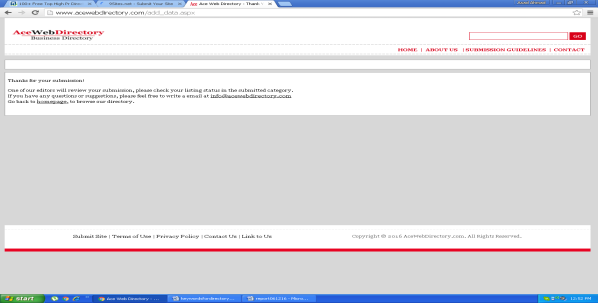 Ace Web Directory - Thank
www.acewebdirectory.com/add_data.aspx
AceWebDirectory
Business Directory
GO
HOME | ABOUT US | SUBMISSION GUIDELINES | CONTACT
Thanks for your submission!
One of our editors will review your submission, please check your listing status in the submitted category.
If you have any questions or suggestions, please feel free to write a email at info@acewebdirectory.com
Go back to homepage, to browse our directory.
Submit Site | Terms of Use | Privacy Policy | Contact Us | Link to Us
Copyright © 2016 AceWebDirectory.com. All Rights Reserved.
start
Ace Web Directory - ...